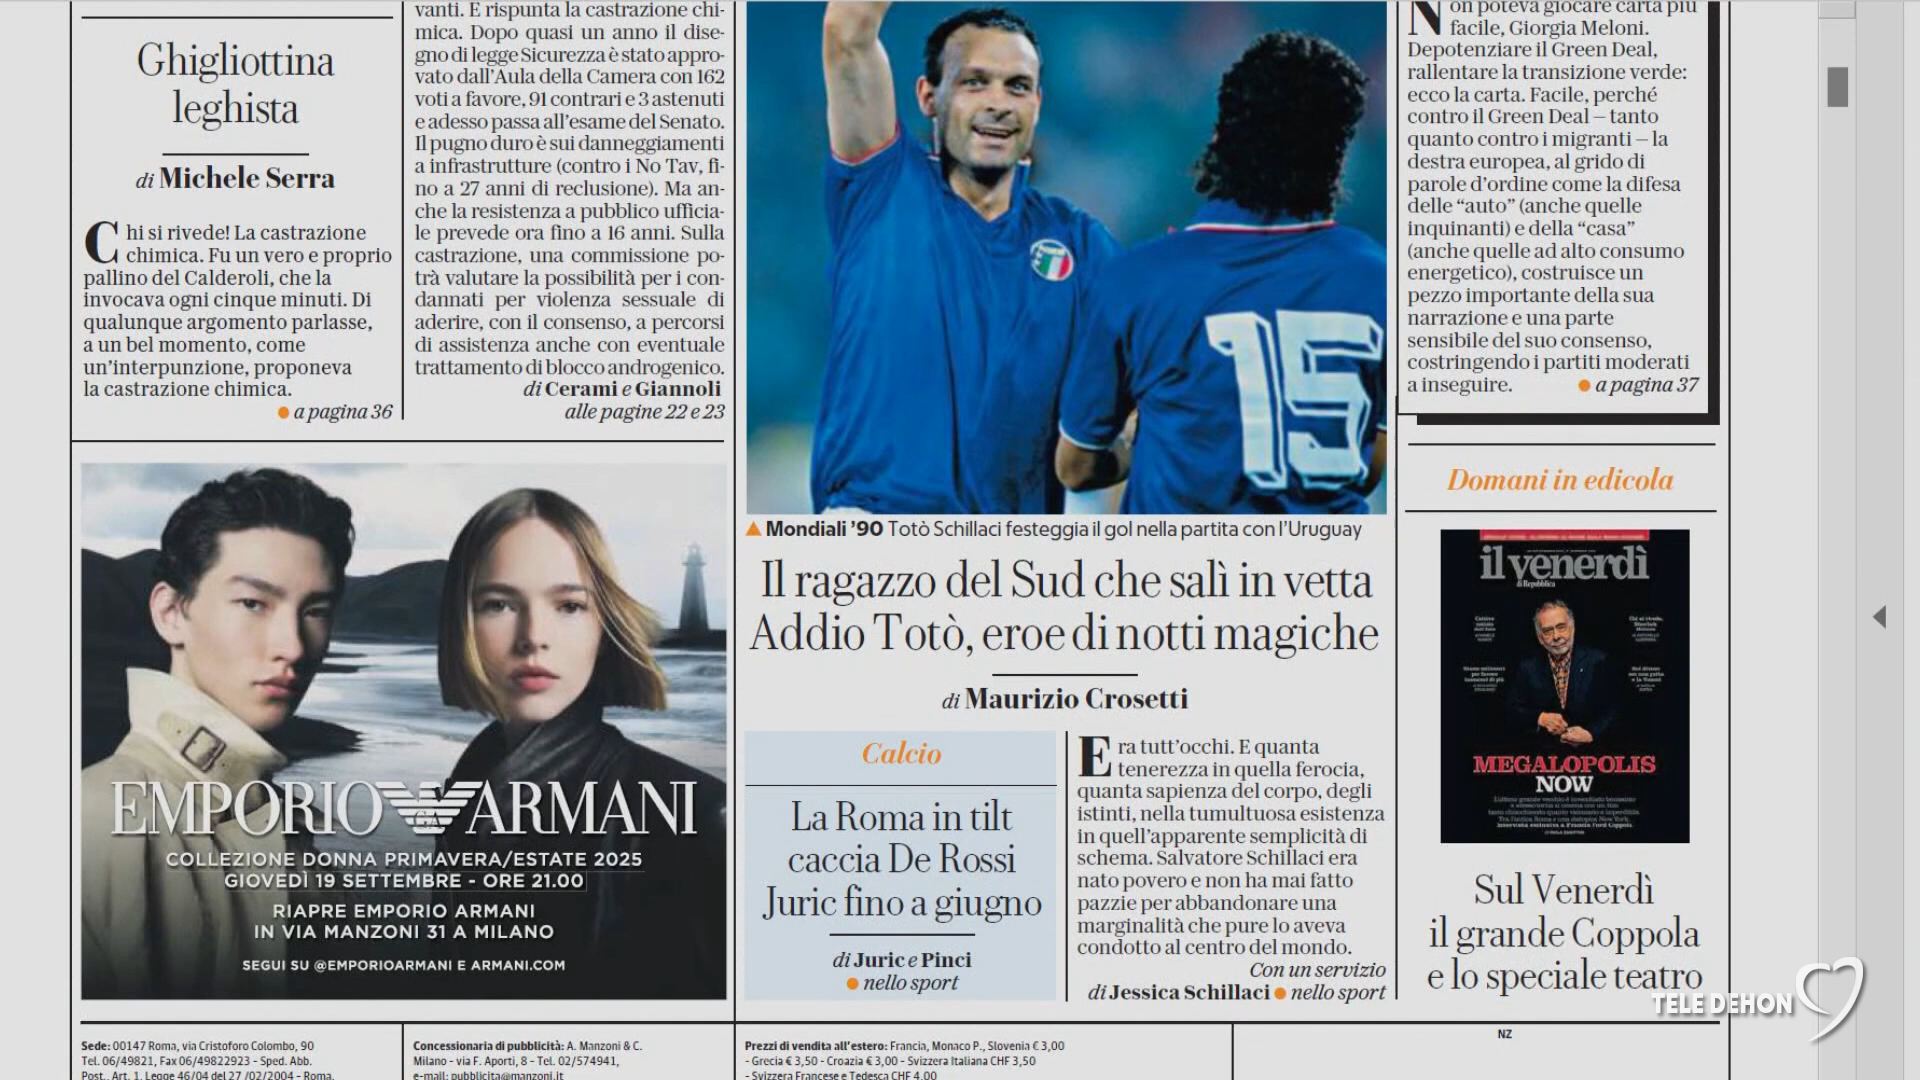 Ghigliottina
leghista
di Michele Serra
Chi si rivede! La castrazione
chimica. Fu un vero e proprio
pallino del Calderoli, che la
invocava ogni cinque minuti. Di
qualunque argomento parlasse,
a un bel momento, come
un'interpunzione, proponeva
la castrazione chimica.
● a pagina 36
vanti. E rispunta la castrazione chi-
mica. Dopo quasi un anno il dise-
gno di legge Sicurezza è stato appro-
vato dall'Aula della Camera con 162
voti a favore, 91 contrari e 3 astenuti
e adesso passa all'esame del Senato.
Il pugno duro è sui danneggiamenti
a infrastrutture (contro i No Tav, fi-
no a 27 anni di reclusione). Ma an-
che la resistenza a pubblico ufficia-
le prevede ora fino a 16 anni. Sulla
castrazione, una commissione po-
trà valutare la possibilità per i con-
dannati per violenza sessuale di
aderire, con il consenso, a percorsi
di assistenza anche con eventuale
trattamento di blocco androgenico.
di Cerami e Giannoli
alle pagine 22 e 23
EMPORIO ARMANI
COLLEZIONE DONNA PRIMAVERA/ESTATE 2025
GIOVEDÌ 19 SETTEMBRE - ORE 21.00
RIAPRE EMPORIO ARMANI
IN VIA MANZONI 31 A MILANO
SEGUI SU @EMPORIOARMANI E ARMANI.COM
15
▲ Mondiali '90 Totò Schillaci festeggia il gol nella partita con l'Uruguay
Il ragazzo del Sud che salì in vetta
Addio Totò, eroe di notti magiche
di Maurizio Crosetti
Calcio
La Roma in tilt
caccia De Rossi
Juric fino a giugno
di Juric e Pinci
● nello sport
Era tutt'occhi. E quanta
tenerezza in quella ferocia,
quanta sapienza del corpo, degli
istinti, nella tumultuosa esistenza
in quell'apparente semplicità di
schema. Salvatore Schillaci era
nato povero e non ha mai fatto
pazzie per abbandonare una
marginalità che pure lo aveva
condotto al centro del mondo.
Con un servizio
di Jessica Schillaci ● nello sport
Non poteva giocare carta più
facile, Giorgia Meloni.
Depotenziare il Green Deal,
rallentare la transizione verde:
ecco la carta. Facile, perché
contro il Green Deal – tanto
quanto contro i migranti – la
destra europea, al grido di
parole d'ordine come la difesa
delle “auto” (anche quelle
inquinanti) e della “casa”
(anche quelle ad alto consumo
energetico), costruisce un
pezzo importante della sua
narrazione e una parte
sensibile del suo consenso,
costringendo i partiti moderati
a inseguire.
● a pagina 37
Domani in edicola
il venerdì
di Repubblica
MEGALOPOLIS
NOW
Sul Venerdì
il grande Coppola
e lo speciale teatro
TELE DEHON
NZ
Sede: 00147 Roma, via Cristoforo Colombo, 90
Tel. 06/49821, Fax 06/49822923 - Sped. Abb.
Post., Art. 1, Legge 46/04 del 27 /02/2004 - Roma.
Concessionaria di pubblicità: A. Manzoni & C.
Milano - via F. Aporti, 8 - Tel. 02/574941,
e-mail: pubblicita@manzoni.it
Prezzi di vendita all'estero: Francia, Monaco P., Slovenia € 3,00
- Grecia € 3,50 - Croazia € 3,00 - Svizzera Italiana CHF 3,50
- Svizzera Francese e Tedesca CHF 4,00